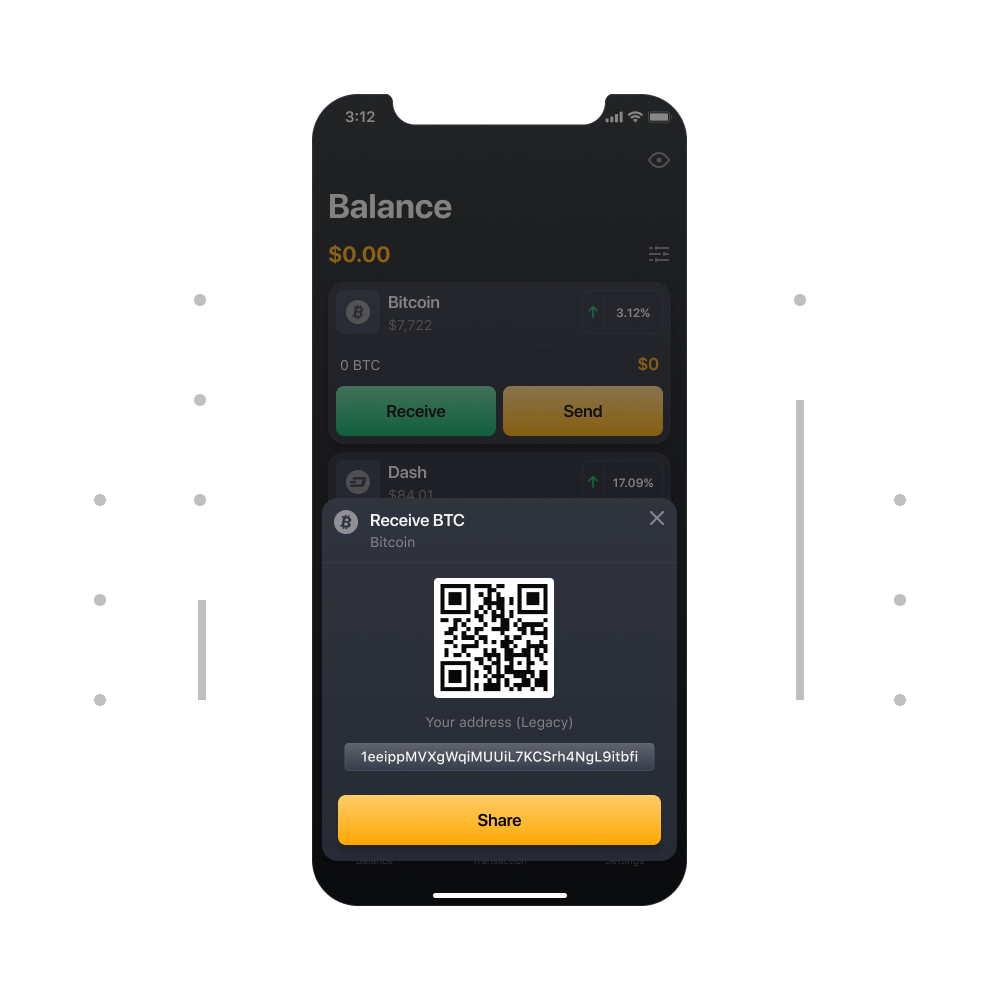 3:12
Balance
$0.00
Bitcoin
$7,722
3.12%
0 BTC
$0
Receive
Send
Dash
$84.01
17.09%
Receive BTC
Bitcoin
Your address (Legacy)
1eeippMVXgWqiMUUiL7KCSrh4NgL9itbfi
Share
Balance
Transaction
Settings